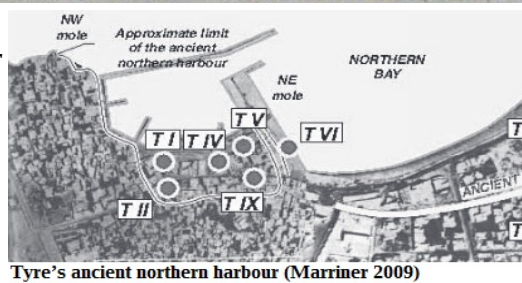 NW
mole
Approximate limit
of the ancient
northern harbour
NORTHERN
BAY
NE
mole
T I
T IV
T V
T VI
T II
T IX
ANCIENT
Tyre's ancient northern harbour (Marriner 2009)